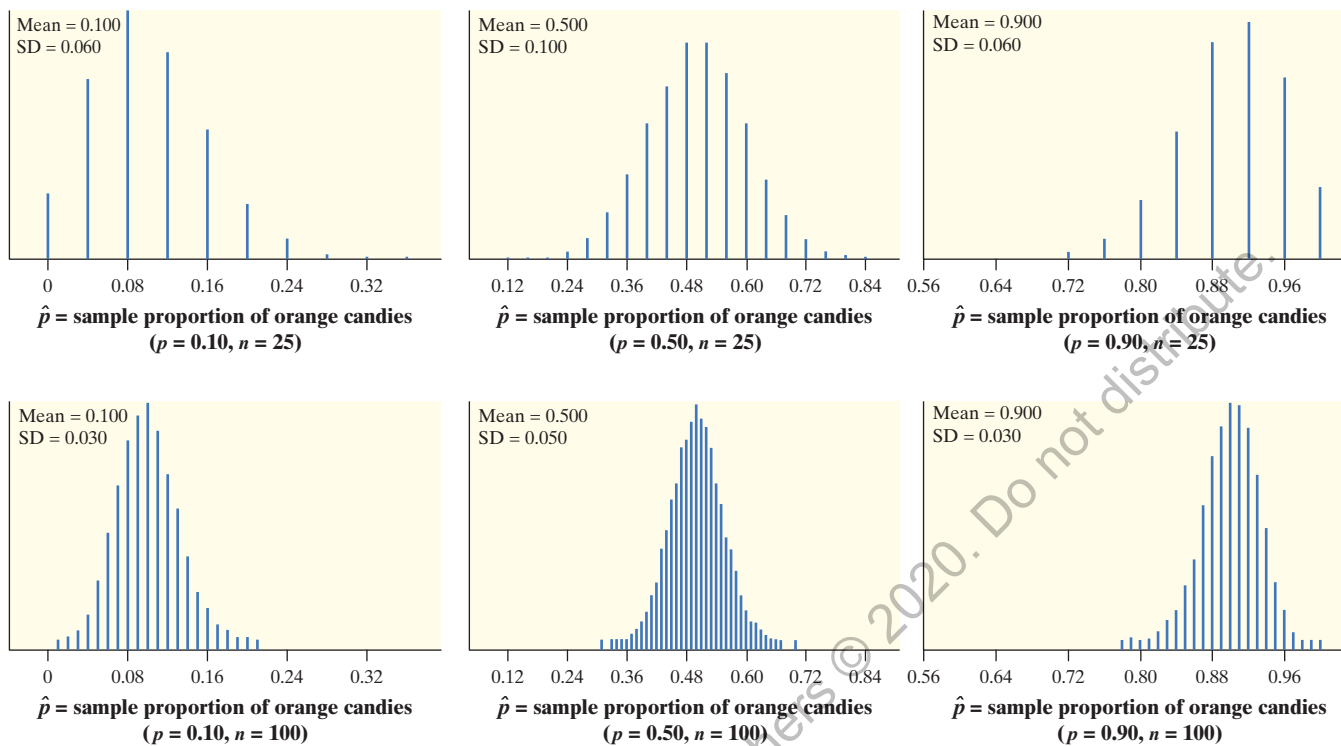 Mean = 0.100
SD = 0.060
0 0.08 0.16 0.24 0.32
p̂ = sample proportion of orange candies
(p = 0.10, n = 25)
Mean = 0.500
SD = 0.100
0.12 0.24 0.36 0.48 0.60 0.72 0.84
p̂ = sample proportion of orange candies
(p = 0.50, n = 25)
Mean = 0.900
SD = 0.060
0.56 0.64 0.72 0.80 0.88 0.96
p̂ = sample proportion of orange candies
(p = 0.90, n = 25)
Mean = 0.100
SD = 0.030
0 0.08 0.16 0.24 0.32
p̂ = sample proportion of orange candies
(p = 0.10, n = 100)
Mean = 0.500
SD = 0.050
0.12 0.24 0.36 0.48 0.60 0.72 0.84
p̂ = sample proportion of orange candies
(p = 0.50, n = 100)
Mean = 0.900
SD = 0.030
0.56 0.64 0.72 0.80 0.88 0.96
p̂ = sample proportion of orange candies
(p = 0.90, n = 100)
hers © 2020. Do not distribute.